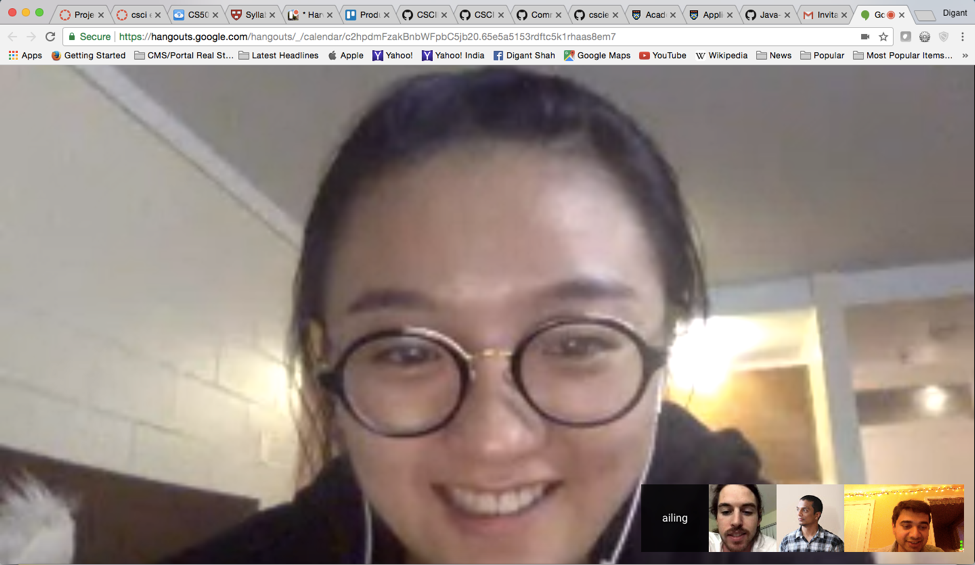 Proje
csci
CS50
Sylla
• Han
Prod
CSCI
CSCI
Com
cscie
Acad
Appli
Java-
Invita
Go
Digant
Secure | https://hangouts.google.com/hangouts/_/calendar/c2hpdmFzakBnbWFpbC5jb20.65e5a5153rdftc5k1rhaas8em7
Apps Getting Started CMS/Portal Real St... Latest Headlines Apple Yahoo! Yahoo! India Digant Shah Google Maps YouTube Wikipedia News Popular Most Popular Items... »
ailing